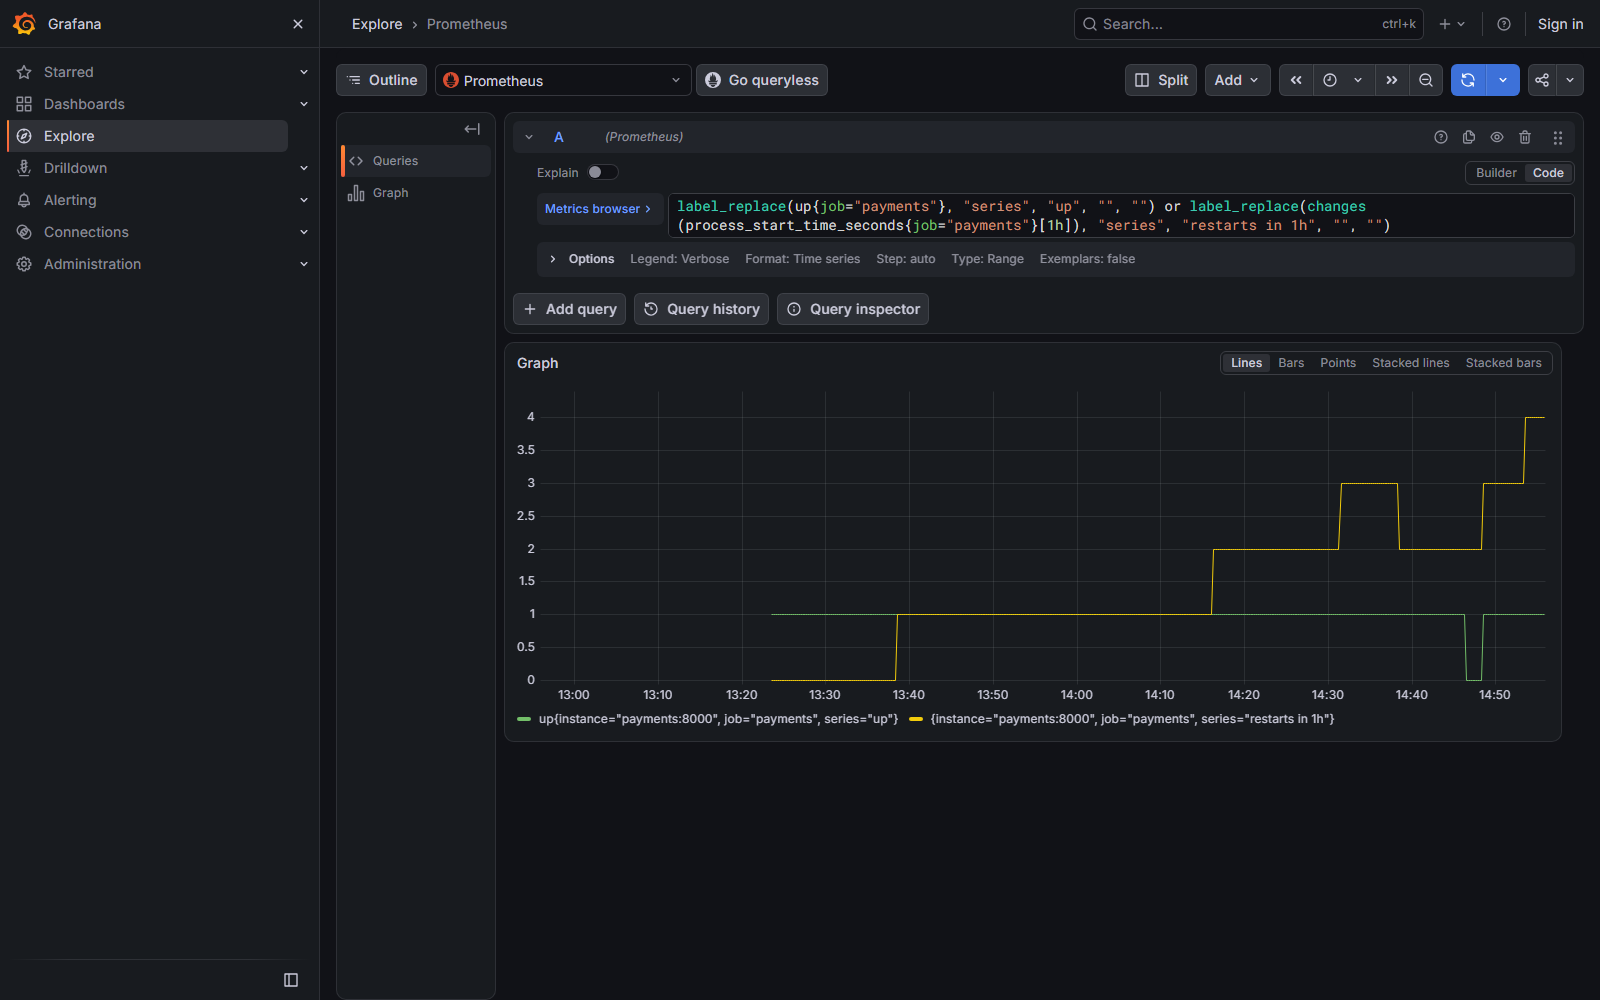 Grafana
Explore › Prometheus
Search...
ctrl+k
Sign in
Starred
Dashboards
Explore
Drilldown
Alerting
Connections
Administration
Outline
Prometheus
Go queryless
Split
Add
Queries
Graph
A
(Prometheus)
Explain
Builder
Code
Metrics browser
label_replace(up{job="payments"}, "series", "up", "", "") or label_replace(changes
(process_start_time_seconds{job="payments"}[1h]), "series", "restarts in 1h", "", "")
Options
Legend: Verbose
Format: Time series
Step: auto
Type: Range
Exemplars: false
Add query
Query history
Query inspector
Graph
Lines
Bars
Points
Stacked lines
Stacked bars
4
3.5
3
2.5
2
1.5
1
0.5
0
13:00
13:10
13:20
13:30
13:40
13:50
14:00
14:10
14:20
14:30
14:40
14:50
up{instance="payments:8000", job="payments", series="up"}
{instance="payments:8000", job="payments", series="restarts in 1h"}